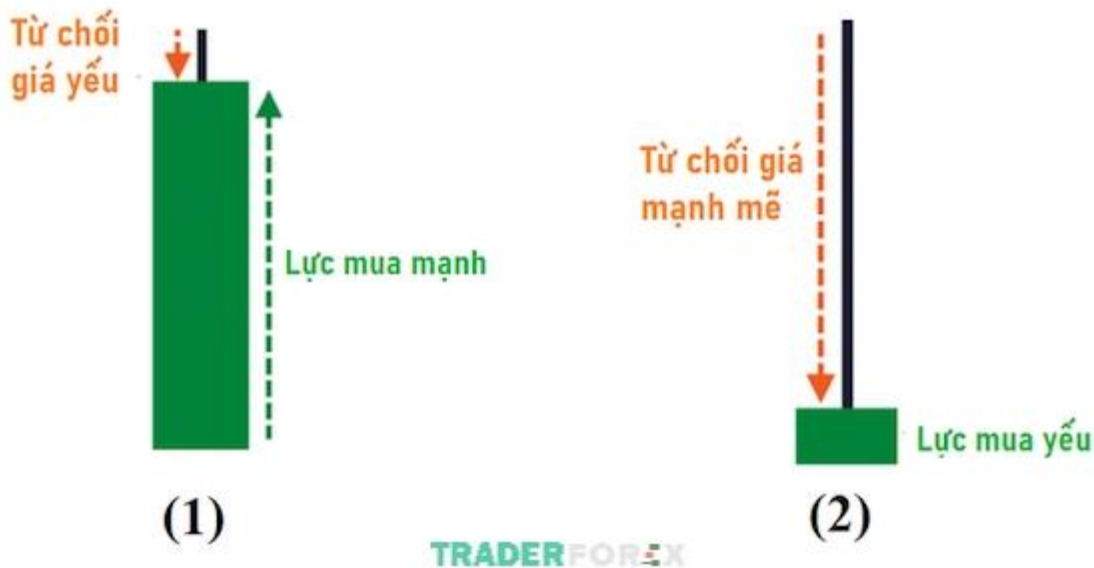 Từ chối
giá yếu
Lực mua mạnh
(1)
Từ chối giá
mạnh mẽ
Lực mua yếu
(2)
TRADERFOREX